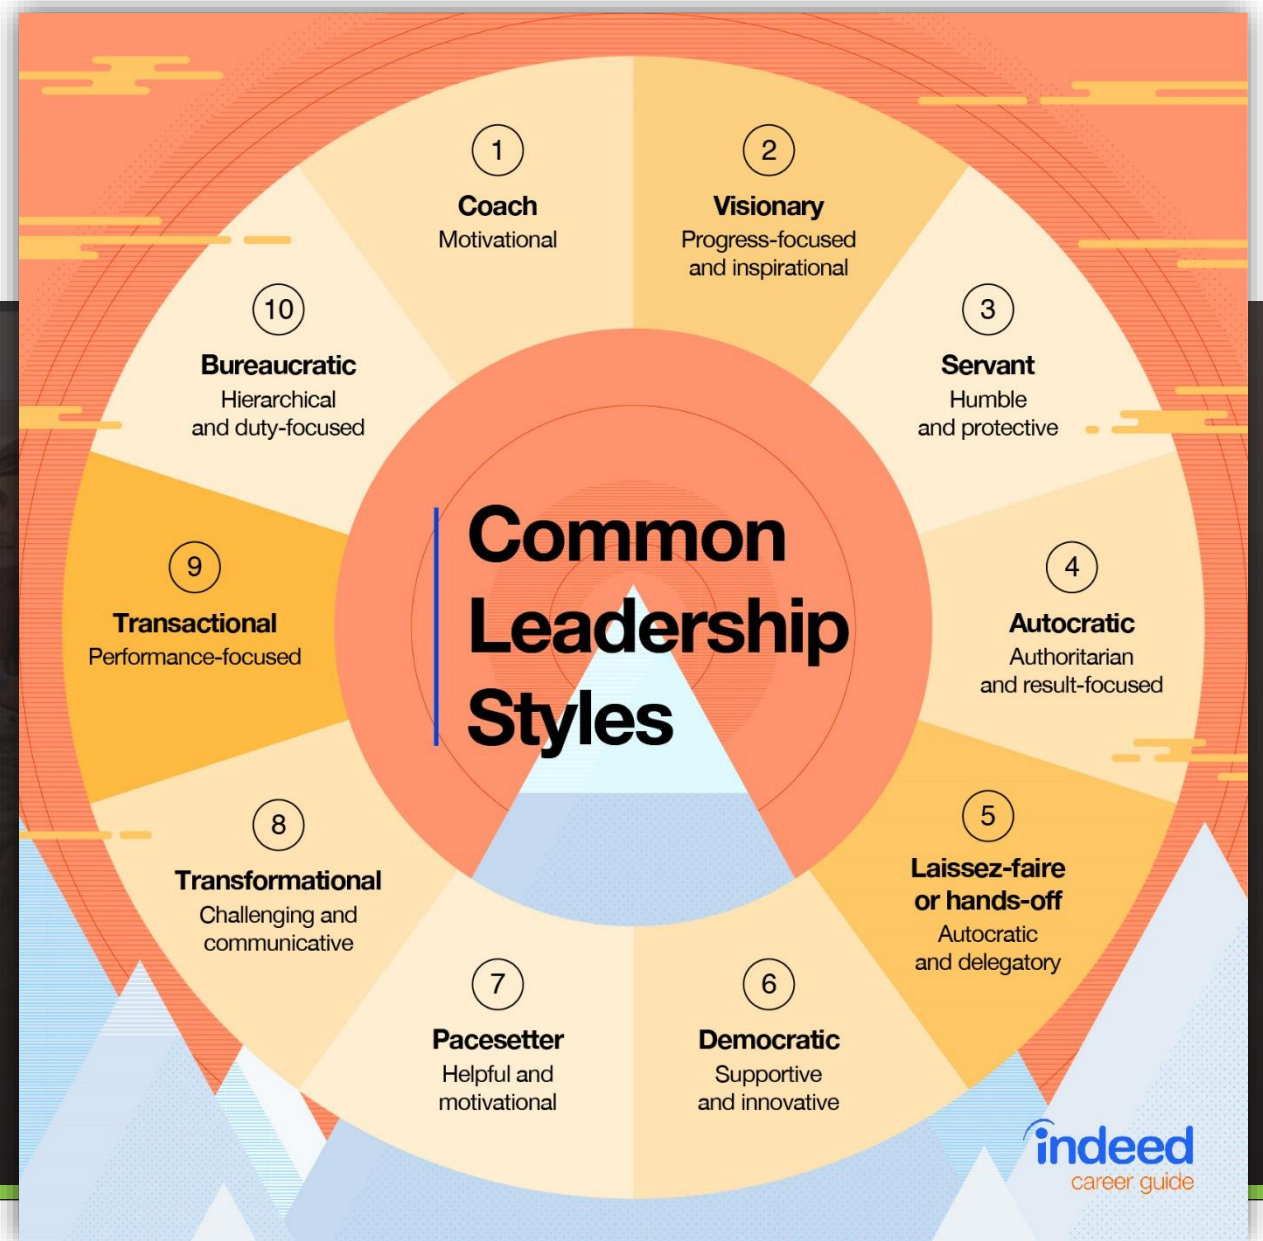 Common
Leadership
Styles
1
Coach
Motivational
2
Visionary
Progress-focused
and inspirational
3
Servant
Humble
and protective
4
Autocratic
Authoritarian
and result-focused
5
Laissez-faire
or hands-off
Autocratic
and delegatory
6
Democratic
Supportive
and innovative
7
Pacesetter
Helpful and
motivational
8
Transformational
Challenging and
communicative
9
Transactional
Performance-focused
10
Bureaucratic
Hierarchical
and duty-focused
indeed
career guide